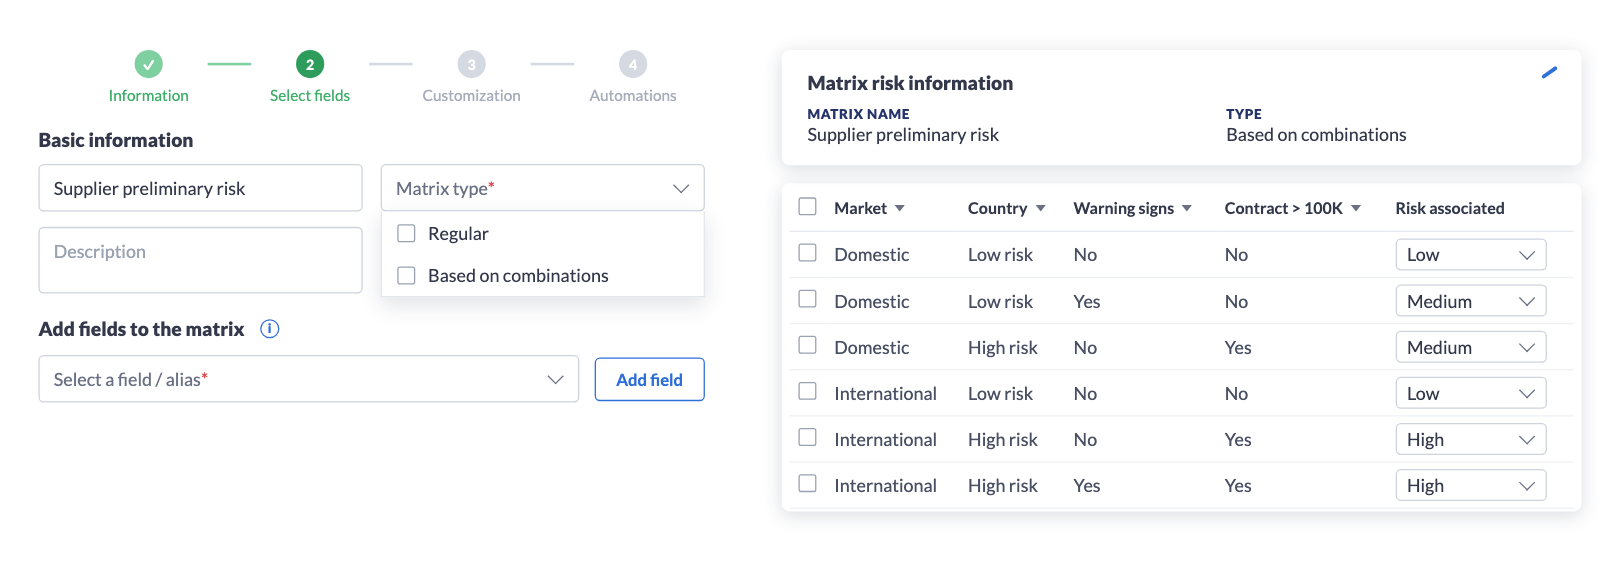 2 3 4
Information Select fields Customization Automations
Basic information
Supplier preliminary risk
Matrix type*
Regular
Based on combinations
Description
Add fields to the matrix i
Select a field / alias*
Add field
Matrix risk information
MATRIX NAME TYPE
Supplier preliminary risk Based on combinations
Market Country Warning signs Contract > 100K Risk associated
Domestic Low risk No No Low
Domestic Low risk Yes No Medium
Domestic High risk No Yes Medium
International Low risk No No Low
International High risk No Yes High
International High risk Yes Yes High